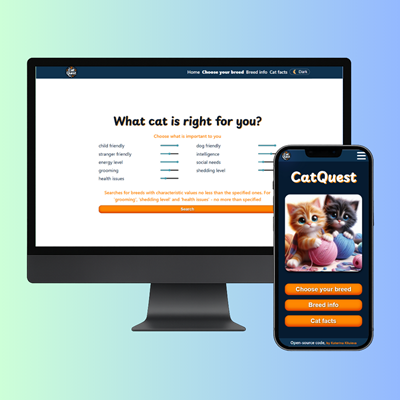 Cat
Quest
Home Choose your breed Breed info Cat facts Dark
What cat is right for you?
Choose what is important to you
child friendly dog friendly
stranger friendly intelligence
energy level social needs
grooming shedding level
health issues
Searches for breeds with characteristic values no less than the specified ones. For
'grooming', 'shedding level' and 'health issues' - no more than specified
Search
CatQuest
Choose your breed
Breed info
Cat facts
Open-source code